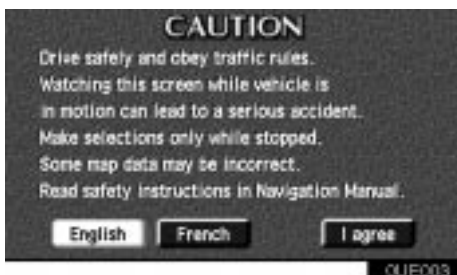 CAUTION
Drive safely and obey traffic rules.
Watching this screen while vehicle is
in motion can lead to a serious accident.
Make selections only while stopped.
Some map data may be incorrect.
Read safety instructions in Navigation Manual.
English French I agree
0UE003